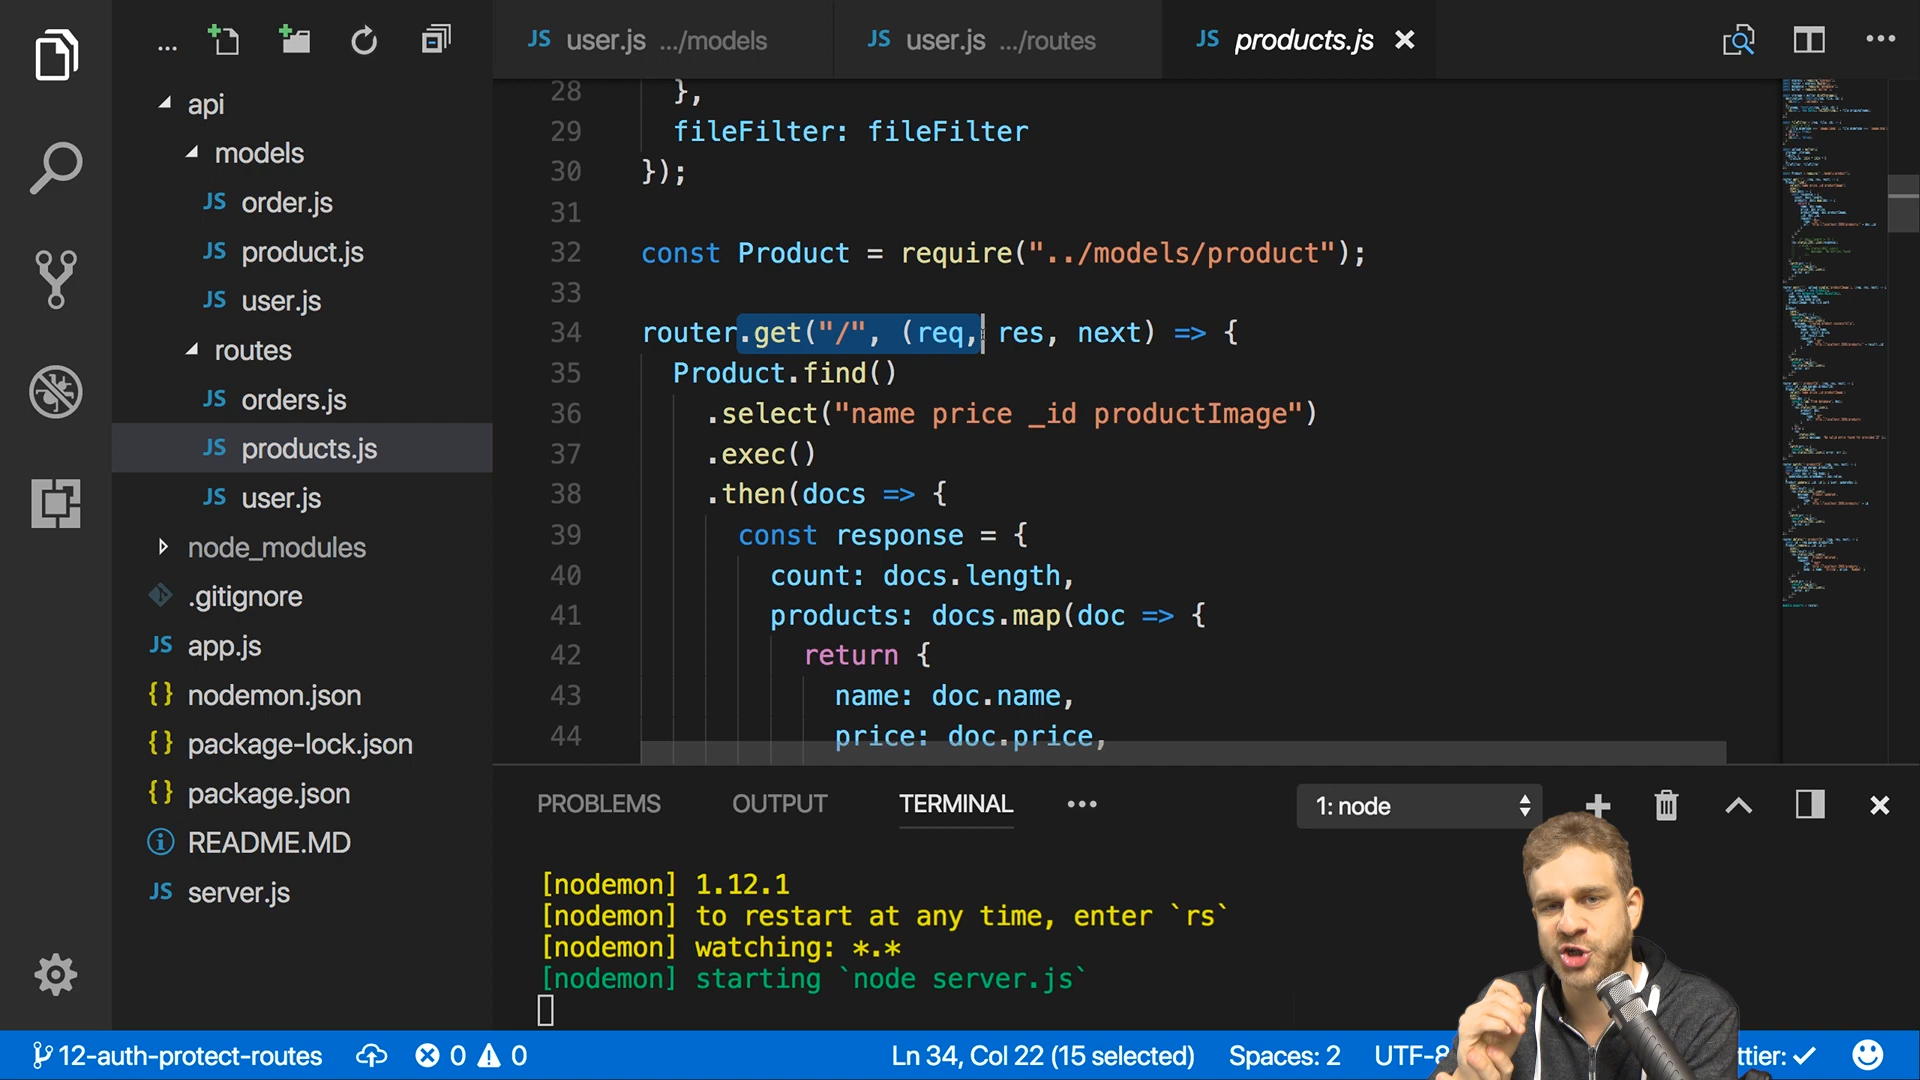 ...
api
models
JS order.js
JS product.js
JS user.js
routes
JS orders.js
JS products.js
JS user.js
node_modules
.gitignore
JS app.js
{} nodemon.json
{} package-lock.json
{} package.json
README.MD
JS server.js
JS user.js .../models
JS user.js .../routes
JS products.js
28 },
29 fileFilter: fileFilter
30 });
31
32 const Product = require("../models/product");
33
34 router.get("/", (req, res, next) => {
35 Product.find()
36 .select("name price _id productImage")
37 .exec()
38 .then(docs => {
39 const response = {
40 count: docs.length,
41 products: docs.map(doc => {
42 return {
43 name: doc.name,
44 price: doc.price,
PROBLEMS OUTPUT TERMINAL ... 1: node
[nodemon] 1.12.1
[nodemon] to restart at any time, enter `rs`
[nodemon] watching: *.*
[nodemon] starting `node server.js`
12-auth-protect-routes 0 0 Ln 34, Col 22 (15 selected) Spaces: 2 UTF-8